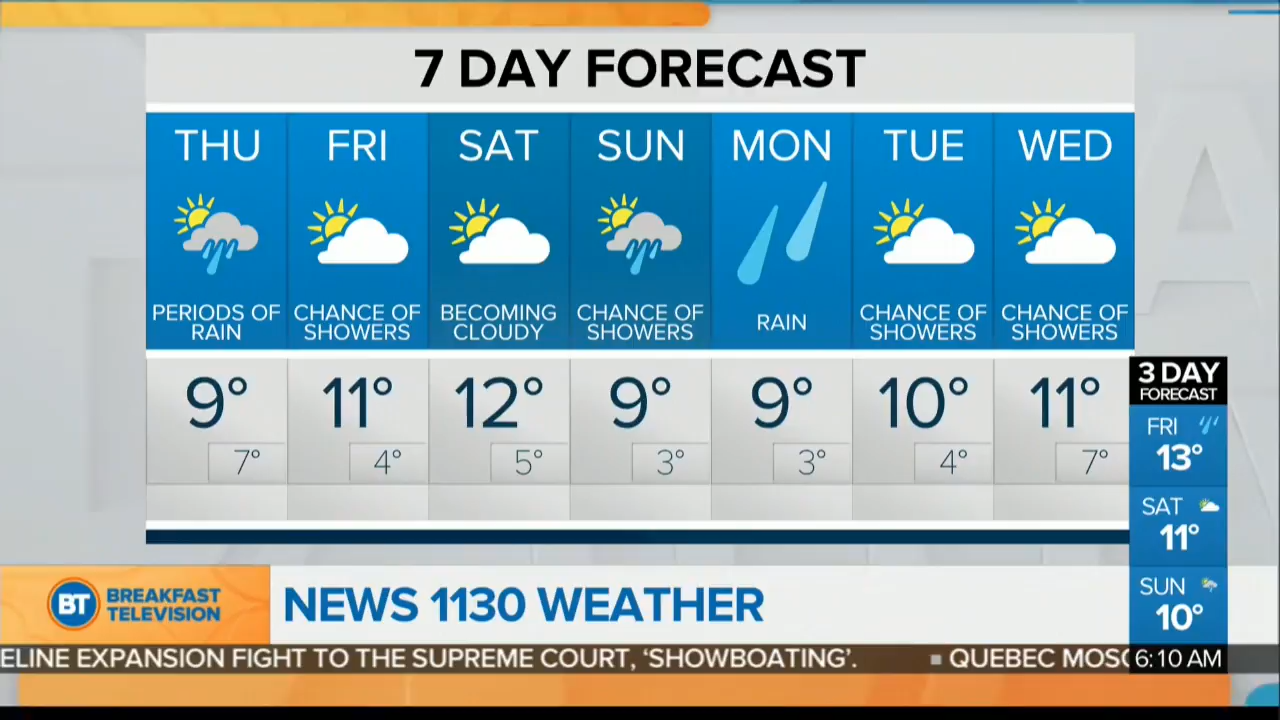 7 DAY FORECAST
THU FRI SAT SUN MON TUE WED
PERIODS OF RAIN
CHANCE OF SHOWERS
BECOMING CLOUDY
CHANCE OF SHOWERS
RAIN
CHANCE OF SHOWERS
CHANCE OF SHOWERS
9° 11° 12° 9° 9° 10° 11°
7° 4° 5° 3° 3° 4° 7°
3 DAY
FORECAST
FRI
13°
SAT
11°
SUN
10°
BT BREAKFAST
TELEVISION
NEWS 1130 WEATHER
ELINE EXPANSION FIGHT TO THE SUPREME COURT, ‘SHOWBOATING’. ■ QUEBEC MOS
6:10 AM